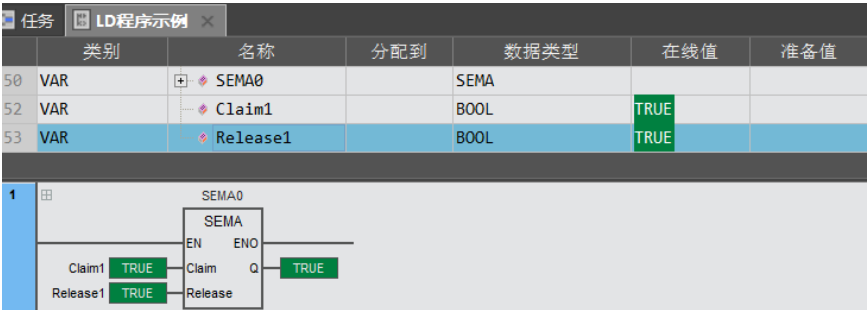 任务 LD程序示例
类别 名称 分配到 数据类型 在线值 准备值
50 VAR SEMA0 SEMA
52 VAR Claim1 BOOL TRUE
53 VAR Release1 BOOL TRUE
1 SEMA0
SEMA
EN ENO
Claim1 TRUE Claim Q TRUE
Release1 TRUE Release